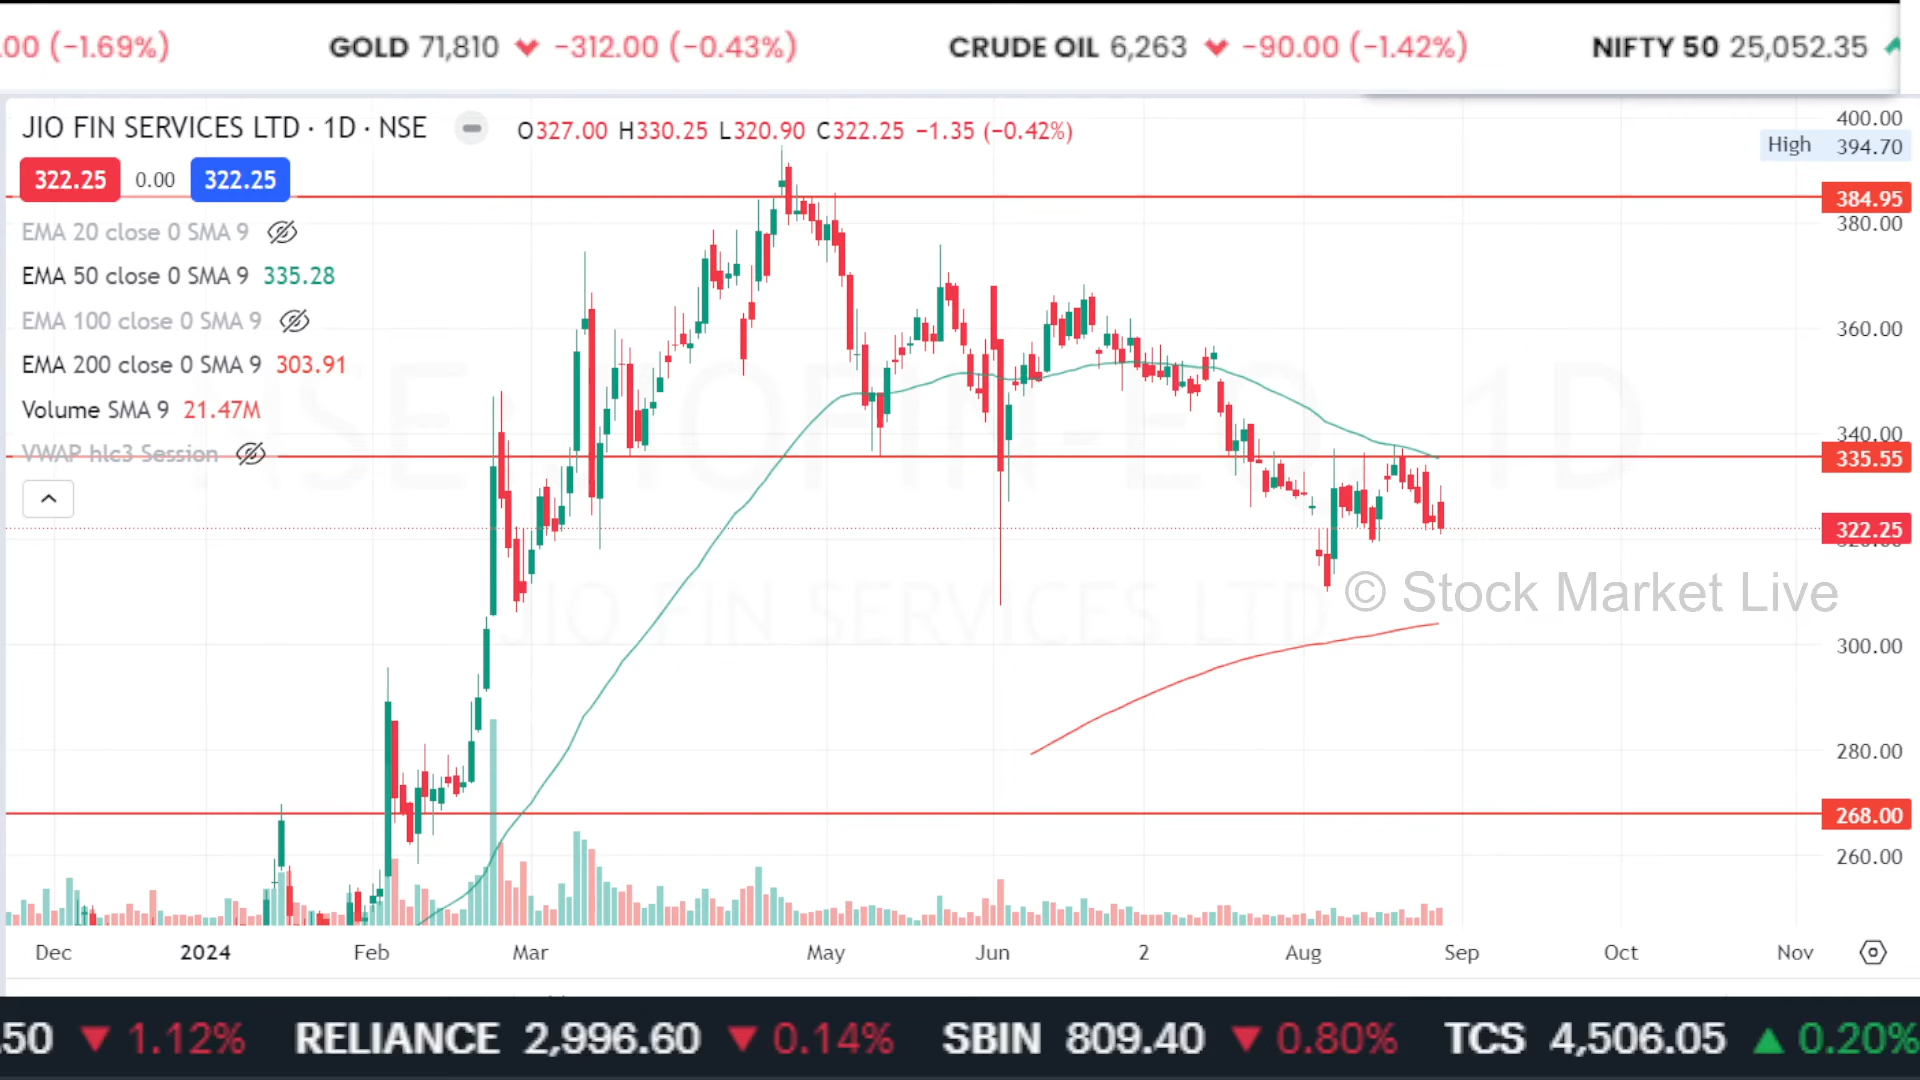 .00 (-1.69%) GOLD 71,810 -312.00 (-0.43%) CRUDE OIL 6,263 -90.00 (-1.42%) NIFTY 50 25,052.35
JIO FIN SERVICES LTD · 1D · NSE O327.00 H330.25 L320.90 C322.25 -1.35 (-0.42%)
322.25 0.00 322.25
EMA 20 close 0 SMA 9
EMA 50 close 0 SMA 9 335.28
EMA 100 close 0 SMA 9
EMA 200 close 0 SMA 9 303.91
Volume SMA 9 21.47M
VWAP hlc3 Session
400.00
High 394.70
384.95
380.00
360.00
340.00
335.55
322.25
300.00
280.00
268.00
260.00
JIO FIN SERVICES LTD
© Stock Market Live
Dec 2024 Feb Mar May Jun 2 Aug Sep Oct Nov
.50 1.12% RELIANCE 2,996.60 0.14% SBIN 809.40 0.80% TCS 4,506.05 0.20%